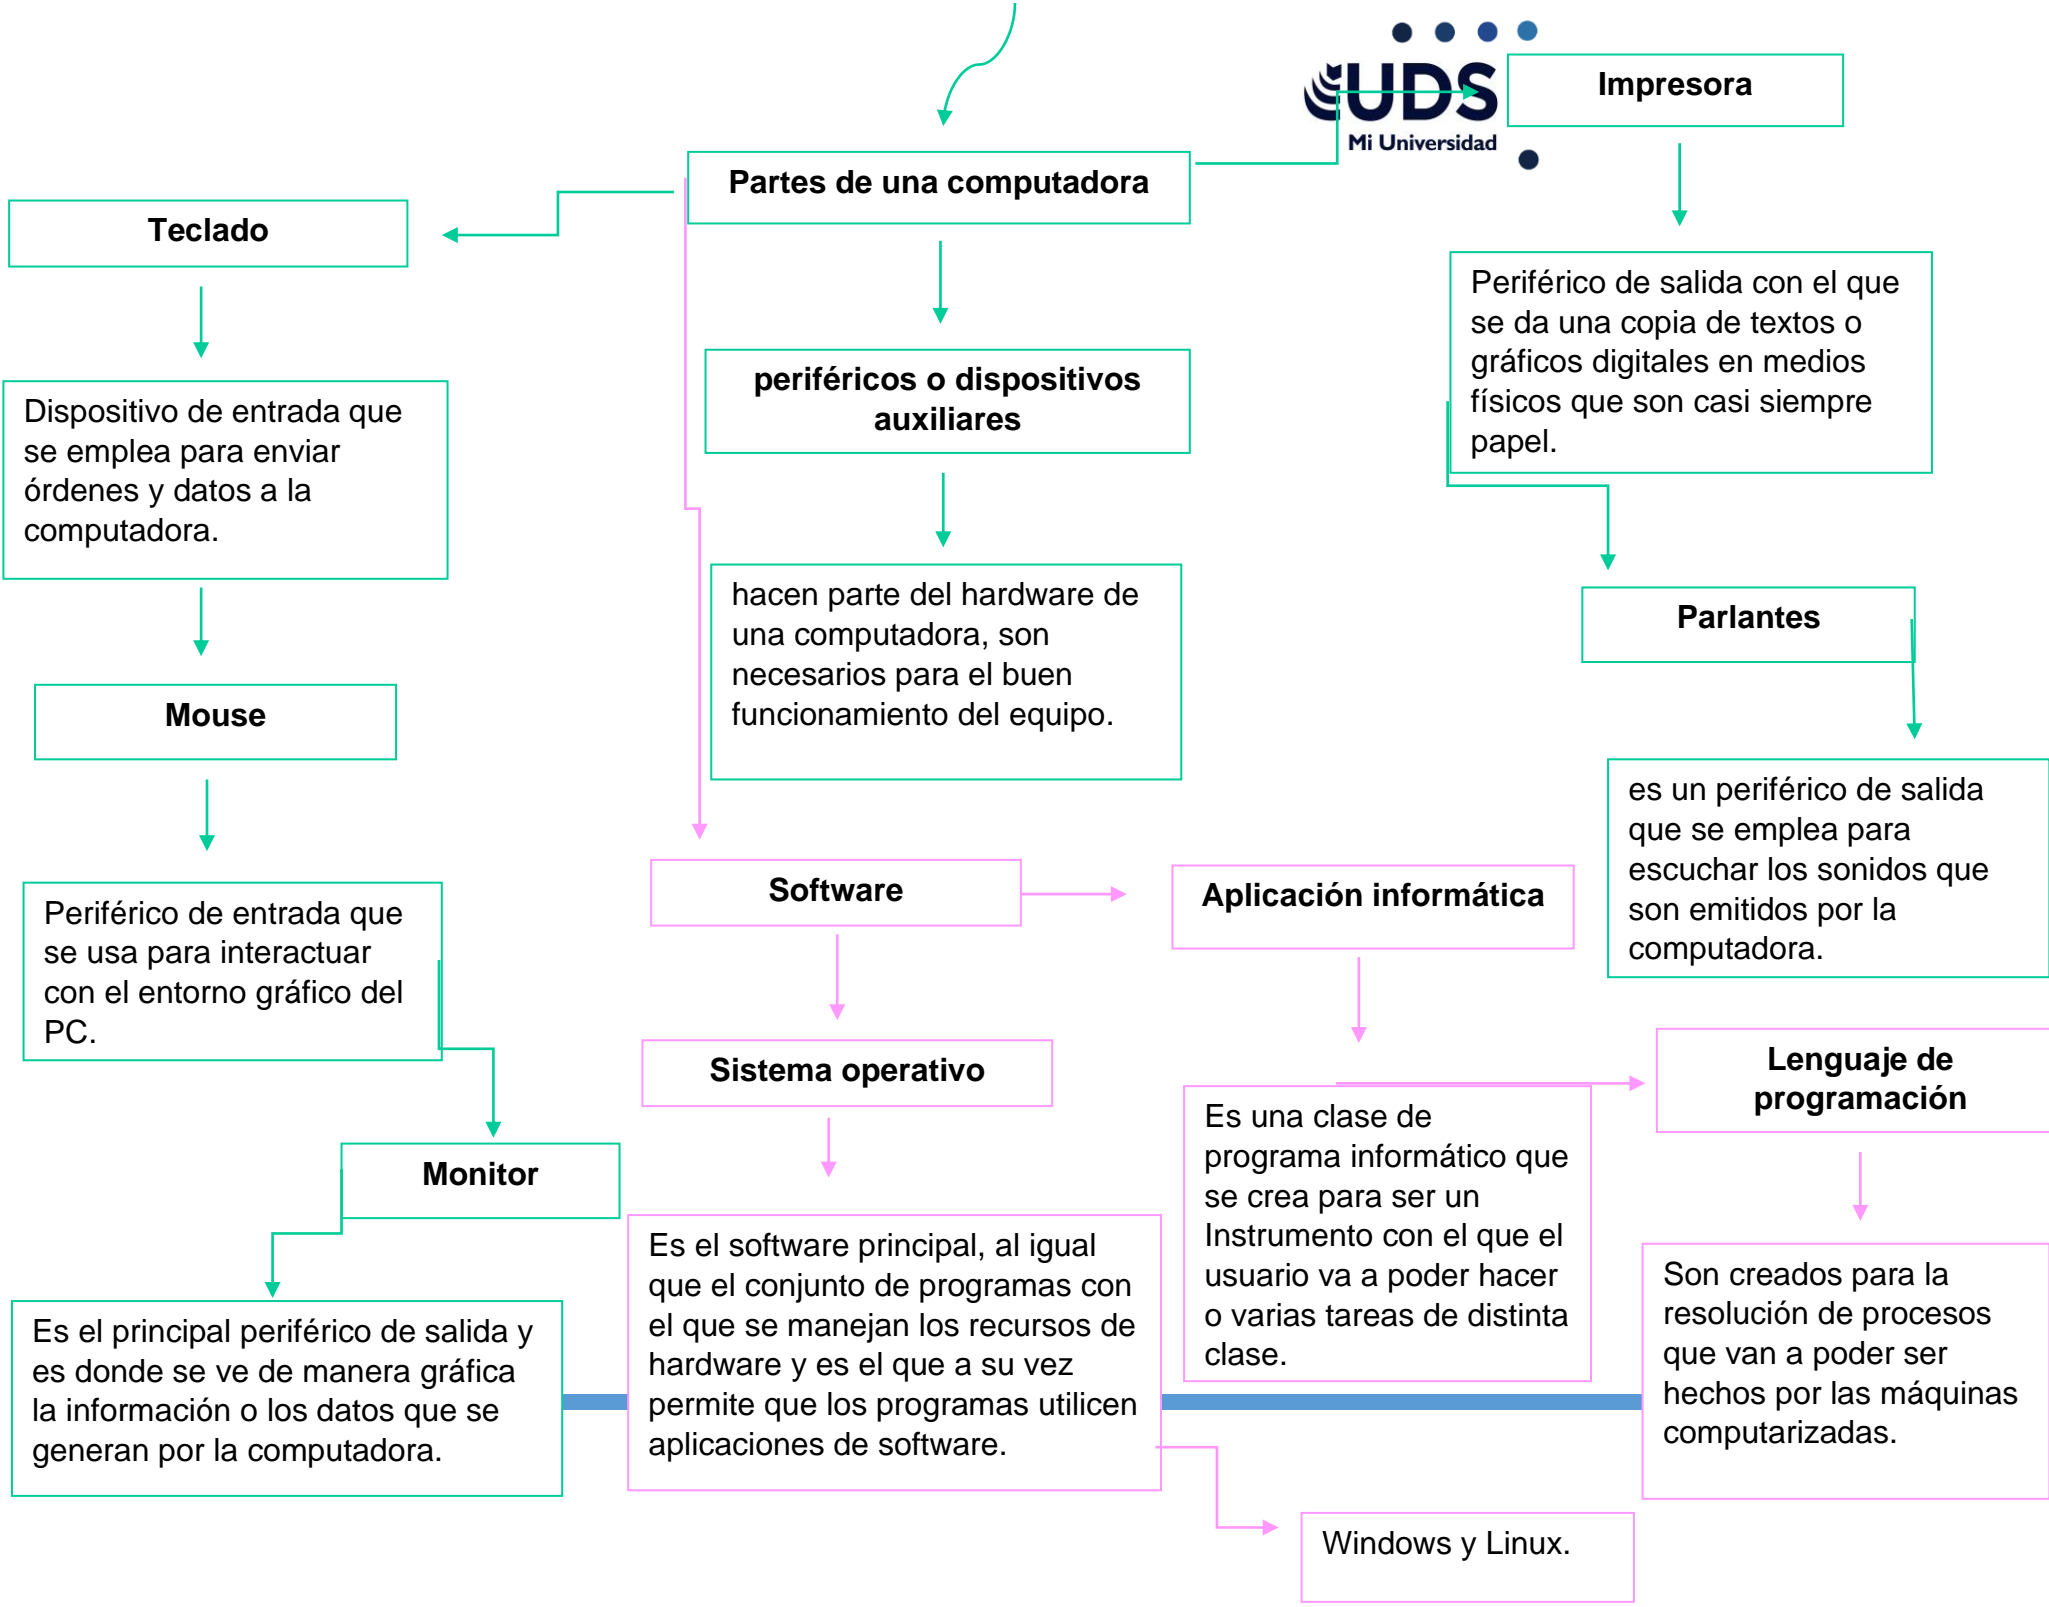 UDS
Mi Universidad
Impresora
Partes de una computadora
Teclado
Periférico de salida con el que
se da una copia de textos o
gráficos digitales en medios
físicos que son casi siempre
papel.
periféricos o dispositivos
auxiliares
Dispositivo de entrada que
se emplea para enviar
órdenes y datos a la
computadora.
hacen parte del hardware de
una computadora, son
necesarios para el buen
funcionamiento del equipo.
Parlantes
Mouse
es un periférico de salida
que se emplea para
escuchar los sonidos que
son emitidos por la
computadora.
Software
Aplicación informática
Periférico de entrada que
se usa para interactuar
con el entorno gráfico del
PC.
Sistema operativo
Lenguaje de
programación
Es una clase de
programa informático que
se crea para ser un
Instrumento con el que el
usuario va a poder hacer
o varias tareas de distinta
clase.
Monitor
Es el software principal, al igual
que el conjunto de programas con
el que se manejan los recursos de
hardware y es el que a su vez
permite que los programas utilicen
aplicaciones de software.
Son creados para la
resolución de procesos
que van a poder ser
hechos por las máquinas
computarizadas.
Es el principal periférico de salida y
es donde se ve de manera gráfica
la información o los datos que se
generan por la computadora.
Windows y Linux.